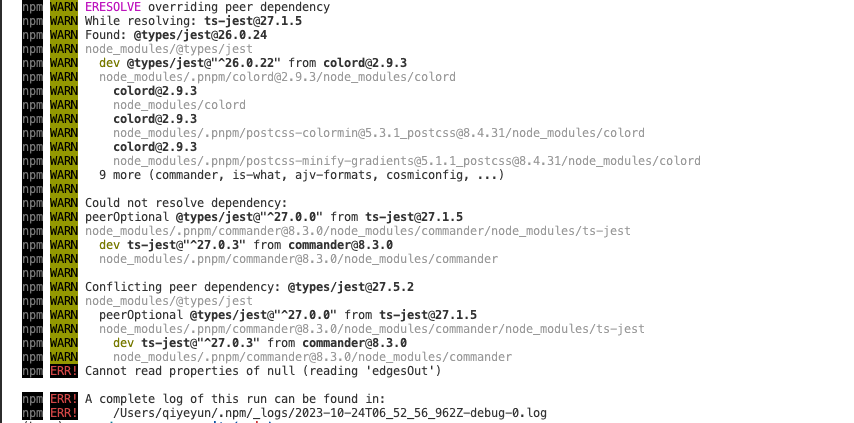 npm WARN ERESOLVE overriding peer dependency
npm WARN While resolving: ts-jest@27.1.5
npm WARN Found: @types/jest@26.0.24
npm WARN node_modules/@types/jest
npm WARN   dev @types/jest@"^26.0.22" from colord@2.9.3
npm WARN   node_modules/.pnpm/colord@2.9.3/node_modules/colord
npm WARN     colord@2.9.3
npm WARN     node_modules/colord
npm WARN     colord@2.9.3
npm WARN     node_modules/.pnpm/postcss-colormin@5.3.1_postcss@8.4.31/node_modules/colord
npm WARN     colord@2.9.3
npm WARN     node_modules/.pnpm/postcss-minify-gradients@5.1.1_postcss@8.4.31/node_modules/colord
npm WARN   9 more (commander, is-what, ajv-formats, cosmiconfig, ...)
npm WARN
npm WARN Could not resolve dependency:
npm WARN peerOptional @types/jest@"^27.0.0" from ts-jest@27.1.5
npm WARN node_modules/.pnpm/commander@8.3.0/node_modules/commander/node_modules/ts-jest
npm WARN   dev ts-jest@"^27.0.3" from commander@8.3.0
npm WARN   node_modules/.pnpm/commander@8.3.0/node_modules/commander
npm WARN
npm WARN Conflicting peer dependency: @types/jest@27.5.2
npm WARN node_modules/@types/jest
npm WARN   peerOptional @types/jest@"^27.0.0" from ts-jest@27.1.5
npm WARN   node_modules/.pnpm/commander@8.3.0/node_modules/commander/node_modules/ts-jest
npm WARN     dev ts-jest@"^27.0.3" from commander@8.3.0
npm WARN     node_modules/.pnpm/commander@8.3.0/node_modules/commander
npm ERR! Cannot read properties of null (reading 'edgesOut')

npm ERR! A complete log of this run can be found in:
npm ERR!     /Users/qiyeyun/.npm/_logs/2023-10-24T06_52_56_962Z-debug-0.log